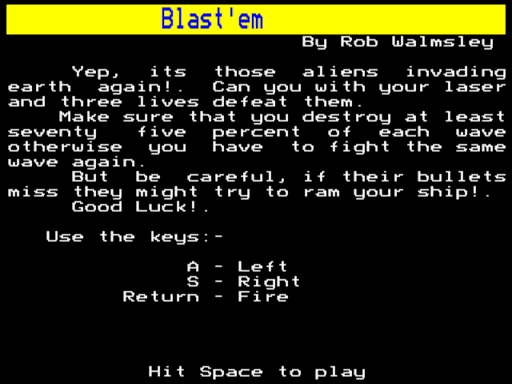 Blast'em
By Rob Walmsley
Yep, its those aliens invading
earth again!. Can you with your laser
and three lives defeat them.
Make sure that you destroy at least
seventy five percent of each wave
otherwise you have to fight the same
wave again.
But be careful, if their bullets
miss they might try to ram your ship!.
Good Luck!.
Use the keys:-
A - Left
S - Right
Return - Fire
Hit Space to play